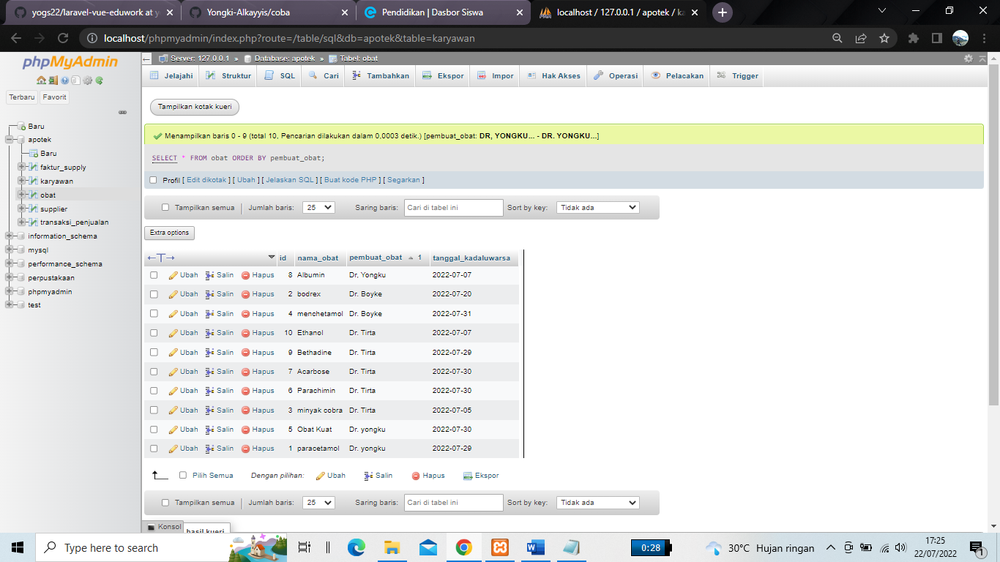 yogs22/laravel-vue-eduwork at y
Yongki-Alkayyis/coba
Pendidikan | Dasbor Siswa
localhost / 127.0.0.1 / apotek / ka
localhost/phpmyadmin/index.php?route=/table/sql&db=apotek&table=karyawan
phpMyAdmin
Terbaru Favorit
Baru
apotek
Baru
faktur_supply
karyawan
obat
supplier
transaksi_penjualan
information_schema
mysql
performance_schema
perpustakaan
phpmyadmin
test
Server: 127.0.0.1 » Database: apotek » Tabel: obat
Jelajahi Struktur SQL Cari Tambahkan Ekspor Impor Hak Akses Operasi Pelacakan Trigger
Tampilkan kotak kueri
Menampilkan baris 0 - 9 (total 10, Pencarian dilakukan dalam 0,0003 detik.) [pembuat_obat: DR, YONGKU... - DR. YONGKU...]
SELECT * FROM obat ORDER BY pembuat_obat;
Profil [ Edit dikotak ] [ Ubah ] [ Jelaskan SQL ] [ Buat kode PHP ] [ Segarkan ]
Tampilkan semua Jumlah baris: 25 Saring baris: Cari di tabel ini Sort by key: Tidak ada
Extra options
←T→ id nama_obat pembuat_obat 1 tanggal_kadaluwarsa
Ubah Salin Hapus 8 Albumin Dr, Yongku 2022-07-07
Ubah Salin Hapus 2 bodrex Dr. Boyke 2022-07-20
Ubah Salin Hapus 4 menchetamol Dr. Boyke 2022-07-31
Ubah Salin Hapus 10 Ethanol Dr. Tirta 2022-07-07
Ubah Salin Hapus 9 Bethadine Dr. Tirta 2022-07-29
Ubah Salin Hapus 7 Acarbose Dr. Tirta 2022-07-30
Ubah Salin Hapus 6 Parachimin Dr. Tirta 2022-07-30
Ubah Salin Hapus 3 minyak cobra Dr. Tirta 2022-07-05
Ubah Salin Hapus 5 Obat Kuat Dr. yongku 2022-07-30
Ubah Salin Hapus 1 paracetamol Dr. yongku 2022-07-29
Pilih Semua Dengan pilihan: Ubah Salin Hapus Ekspor
Tampilkan semua Jumlah baris: 25 Saring baris: Cari di tabel ini Sort by key: Tidak ada
Konsol hasil kueri
Type here to search
0:28
30°C Hujan ringan
17:25
22/07/2022
1